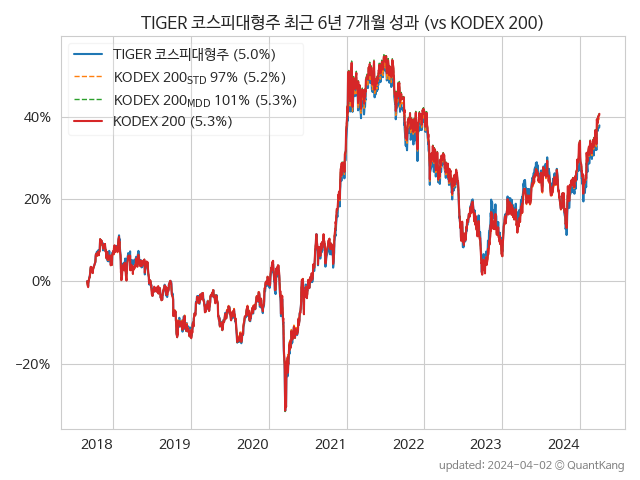 TIGER 코스피대형주 최근 6년 7개월 성과 (vs KODEX 200)
TIGER 코스피대형주 (5.0%)
KODEX 200STD 97% (5.2%)
KODEX 200MDD 101% (5.3%)
KODEX 200 (5.3%)
40%
20%
0%
−20%
2018
2019
2020
2021
2022
2023
2024
updated: 2024-04-02 © QuantKang